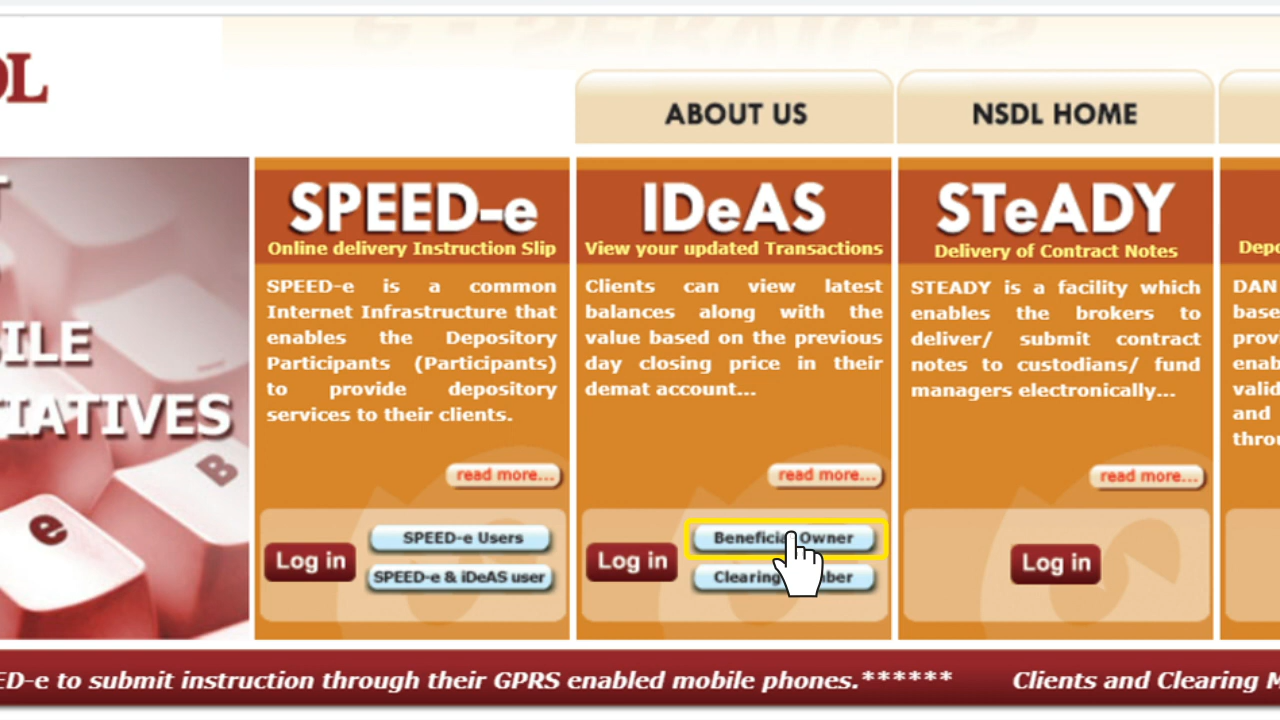 ABOUT US
NSDL HOME
ILE
IATIVES
B
e
SPEED-e
Online delivery Instruction Slip
SPEED-e is a common
Internet Infrastructure that
enables the Depository
Participants (Participants)
to provide depository
services to their clients.
read more...
Log in
SPEED-e Users
SPEED-e & iDeAS user
IDeAS
View your updated Transactions
Clients can view latest
balances along with the
value based on the previous
day closing price in their
demat account...
read more...
Log in
Owner
Clearing
STeADY
Delivery of Contract Notes
STEADY is a facility which
enables the brokers to
deliver/ submit contract
notes to custodians/ fund
managers electronically...
read more...
Log in
DAN
and
ED-e to submit instruction through their GPRS enabled mobile phones.****** Clients and Clearing M